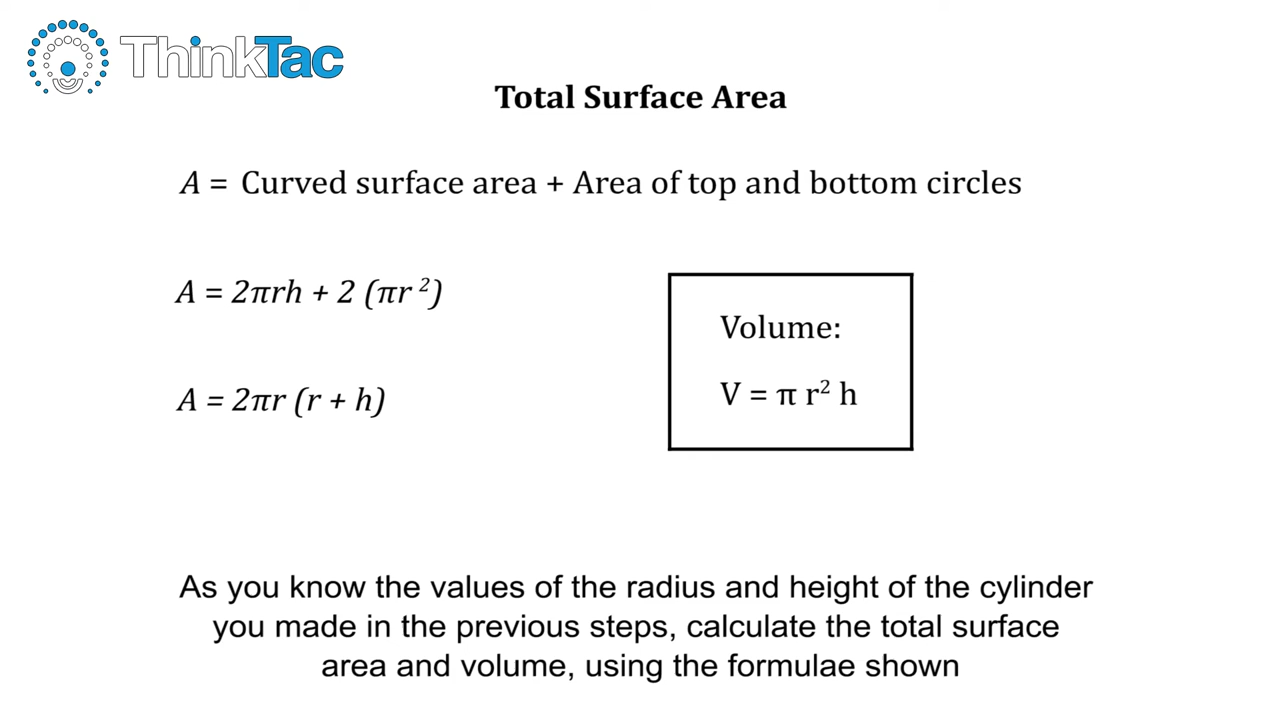 ThinkTac
Total Surface Area
A = Curved surface area + Area of top and bottom circles
A = 2πrh + 2 (πr ²)
A = 2πr (r + h)
Volume:
V = π r² h
As you know the values of the radius and height of the cylinder
you made in the previous steps, calculate the total surface
area and volume, using the formulae shown